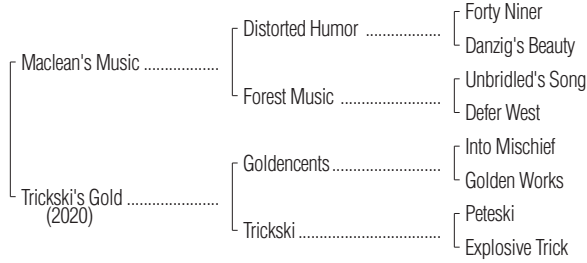 Forty Niner
Distorted Humor ..................
Danzig's Beauty
Maclean's Music ..................
Unbridled's Song
Forest Music ........................
Defer West
Into Mischief
Goldencents..........................
Golden Works
Trickski's Gold ......................
(2020)
Peteski
Trickski..................................
Explosive Trick